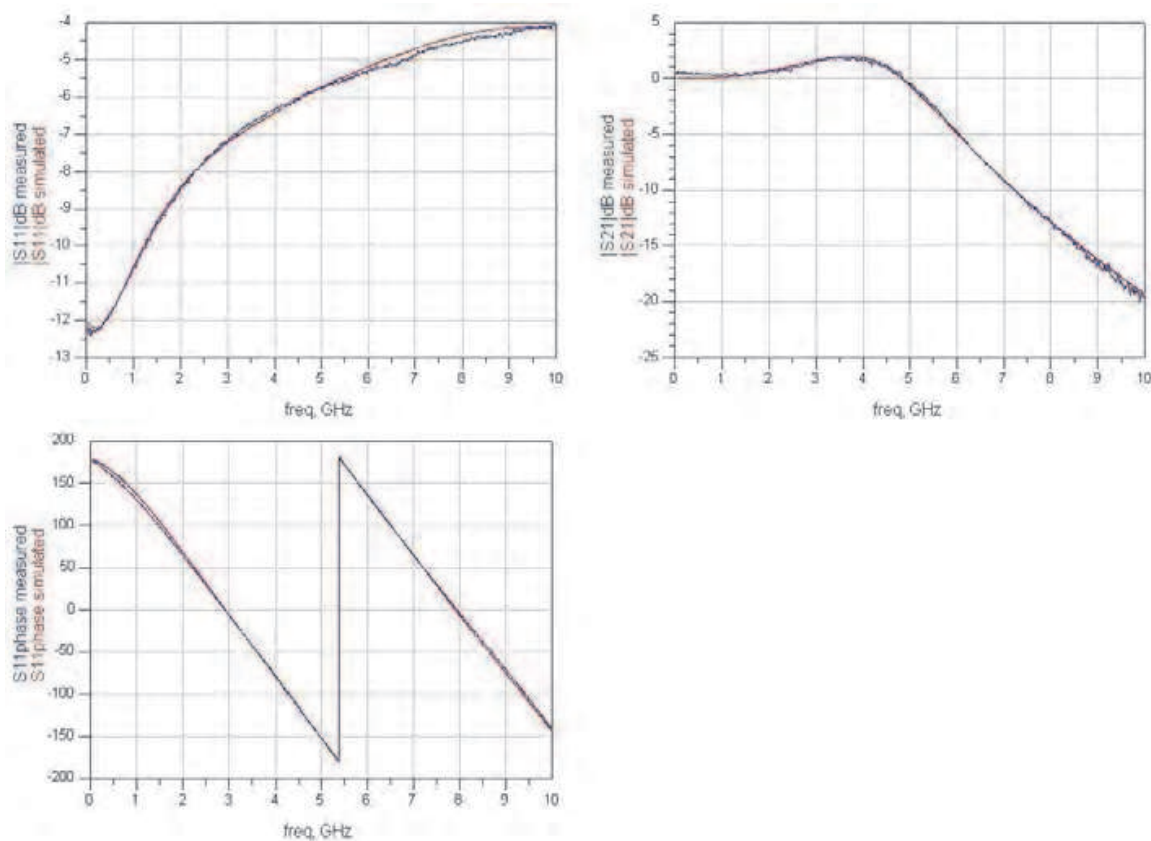 -4
-5
-6
-7
-8
-9
-10
-11
-12
-13
|S11|dB measured
|S11|dB simulated
0 1 2 3 4 5 6 7 8 9 10
freq, GHz
5
0
-5
-10
-15
-20
-25
|S21|dB measured
|S21|dB simulated
0 1 2 3 4 5 6 7 8 9 10
freq, GHz
200
150
100
50
0
-50
-100
-150
-200
S11phase measured
S11phase simulated
0 1 2 3 4 5 6 7 8 9 10
freq, GHz